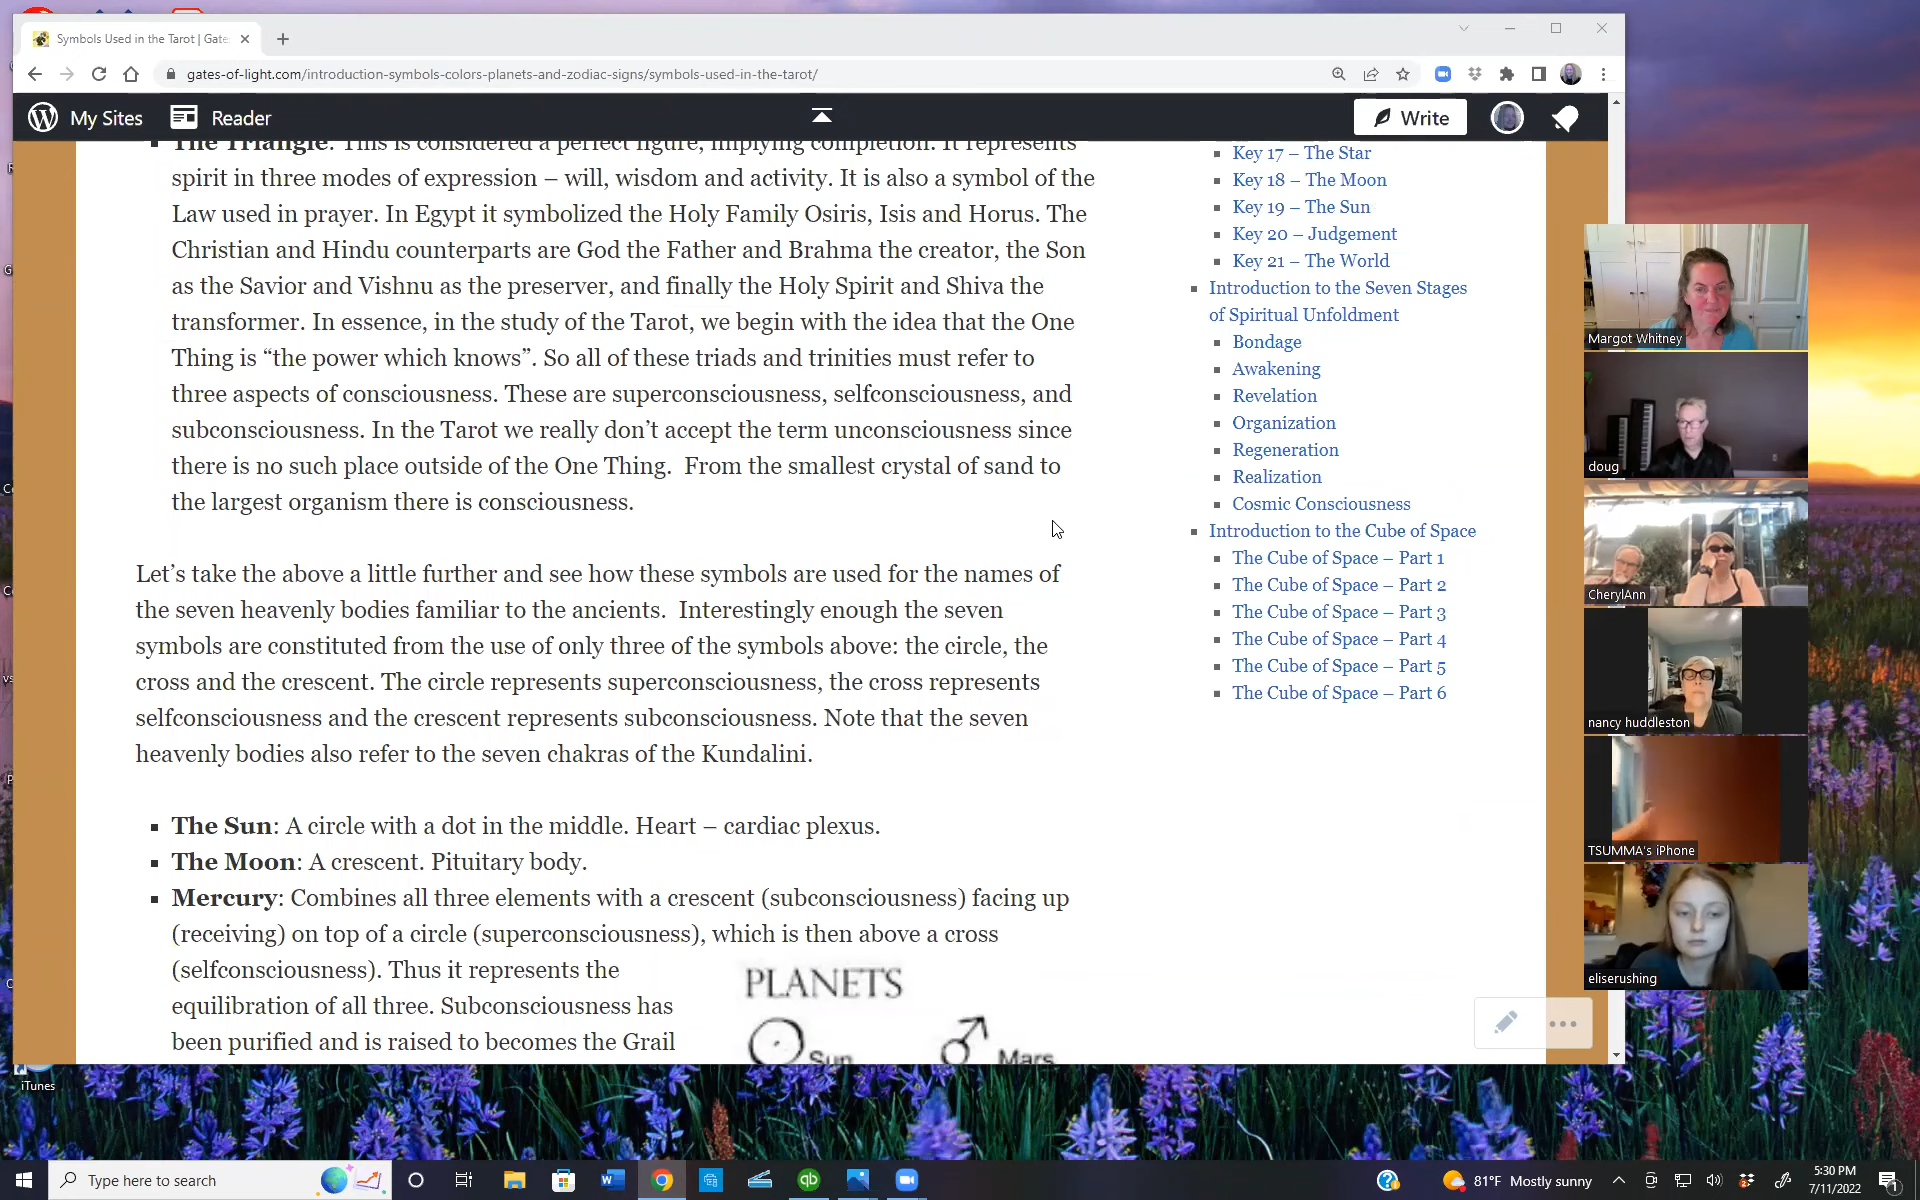 Symbols Used in the Tarot | Gate
gates-of-light.com/introduction-symbols-colors-planets-and-zodiac-signs/symbols-used-in-the-tarot/
My Sites
Reader
Write
The Triangle: This is considered a perfect figure, implying completion. It represents
spirit in three modes of expression – will, wisdom and activity. It is also a symbol of the
Law used in prayer. In Egypt it symbolized the Holy Family Osiris, Isis and Horus. The
Christian and Hindu counterparts are God the Father and Brahma the creator, the Son
as the Savior and Vishnu as the preserver, and finally the Holy Spirit and Shiva the
transformer. In essence, in the study of the Tarot, we begin with the idea that the One
Thing is “the power which knows”. So all of these triads and trinities must refer to
three aspects of consciousness. These are superconsciousness, selfconsciousness, and
subconsciousness. In the Tarot we really don’t accept the term unconsciousness since
there is no such place outside of the One Thing.  From the smallest crystal of sand to
the largest organism there is consciousness.
Let’s take the above a little further and see how these symbols are used for the names of
the seven heavenly bodies familiar to the ancients.  Interestingly enough the seven
symbols are constituted from the use of only three of the symbols above: the circle, the
cross and the crescent. The circle represents superconsciousness, the cross represents
selfconsciousness and the crescent represents subconsciousness. Note that the seven
heavenly bodies also refer to the seven chakras of the Kundalini.
The Sun: A circle with a dot in the middle. Heart – cardiac plexus.
The Moon: A crescent. Pituitary body.
Mercury: Combines all three elements with a crescent (subconsciousness) facing up
(receiving) on top of a circle (superconsciousness), which is then above a cross
(selfconsciousness). Thus it represents the
equilibration of all three. Subconsciousness has
been purified and is raised to becomes the Grail
PLANETS
Sun
Mars
Key 17 – The Star
Key 18 – The Moon
Key 19 – The Sun
Key 20 – Judgement
Key 21 – The World
Introduction to the Seven Stages
of Spiritual Unfoldment
Bondage
Awakening
Revelation
Organization
Regeneration
Realization
Cosmic Consciousness
Introduction to the Cube of Space
The Cube of Space – Part 1
The Cube of Space – Part 2
The Cube of Space – Part 3
The Cube of Space – Part 4
The Cube of Space – Part 5
The Cube of Space – Part 6
Margot Whitney
doug
CherylAnn
nancy huddleston
TSUMMA's iPhone
eliserushing
iTunes
Type here to search
81°F Mostly sunny
5:30 PM
7/11/2022